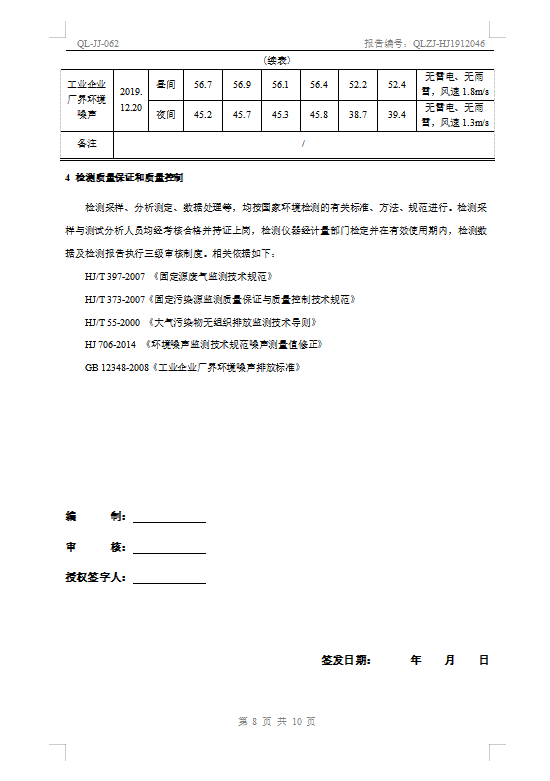 QL-JJ-062 报告编号：QLZJ-HJ1912046
（续表）
工业企业厂界环境噪声 2019.12.20 昼间 56.7 56.9 56.1 56.4 52.2 52.4 无雷电、无雨雪，风速 1.8m/s
夜间 45.2 45.7 45.3 45.8 38.7 39.4 无雷电、无雨雪，风速 1.3m/s
备注 /
4 检测质量保证和质量控制
检测采样、分析测定、数据处理等，均按国家环境检测的有关标准、方法、规范进行。检测采
样与测试分析人员均经考核合格并持证上岗，检测仪器经计量部门检定并在有效使用期内，检测数
据及检测报告执行三级审核制度。相关依据如下：
HJ/T 397-2007 《固定源废气监测技术规范》
HJ/T 373-2007《固定污染源监测质量保证与质量控制技术规范》
HJ/T 55-2000 《大气污染物无组织排放监测技术导则》
HJ 706-2014 《环境噪声监测技术规范噪声测量值修正》
GB 12348-2008《工业企业厂界环境噪声排放标准》
编 制：
审 核：
授权签字人：
签发日期： 年 月 日
第 8 页 共 10 页